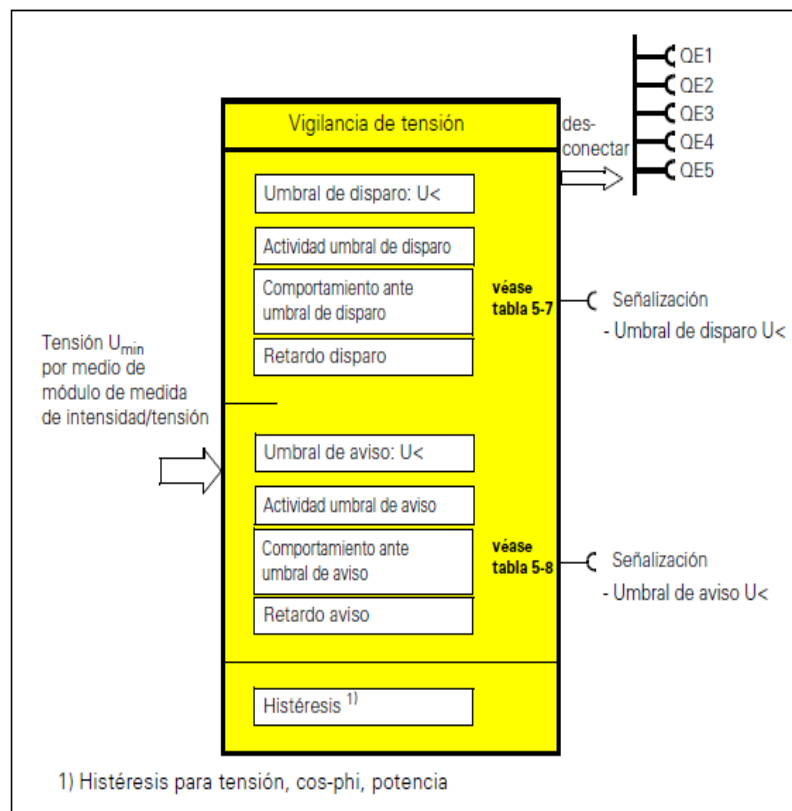 QE1
QE2
QE3
QE4
QE5
des-
conectar
Vigilancia de tensión
Umbral de disparo: U<
Actividad umbral de disparo
Comportamiento ante
umbral de disparo
Retardo disparo
véase
tabla 5-7
Señalización
- Umbral de disparo U<
Tensión Umin
por medio de
módulo de medida
de intensidad/tensión
Umbral de aviso: U<
Actividad umbral de aviso
Comportamiento ante
umbral de aviso
Retardo aviso
véase
tabla 5-8
Señalización
- Umbral de aviso U<
Histéresis 1)
1) Histéresis para tensión, cos-phi, potencia